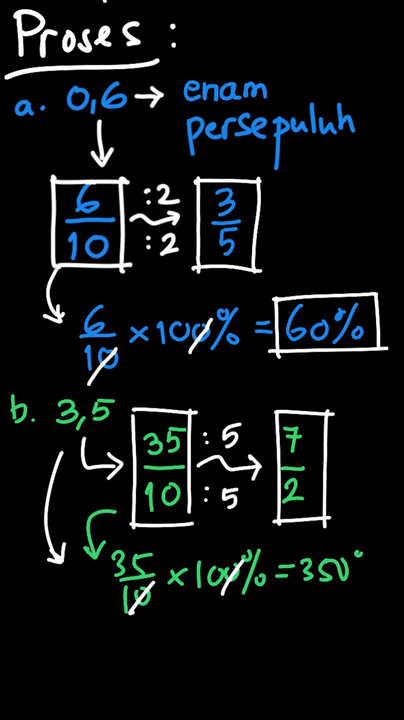 Proses :
a. 0,6 → enam
persepuluh
6/10 :2 :2 3/5
6/10 × 100% = 60%
b. 3,5
35/10 : 5 : 5 7/2
35/10 × 100% = 350°